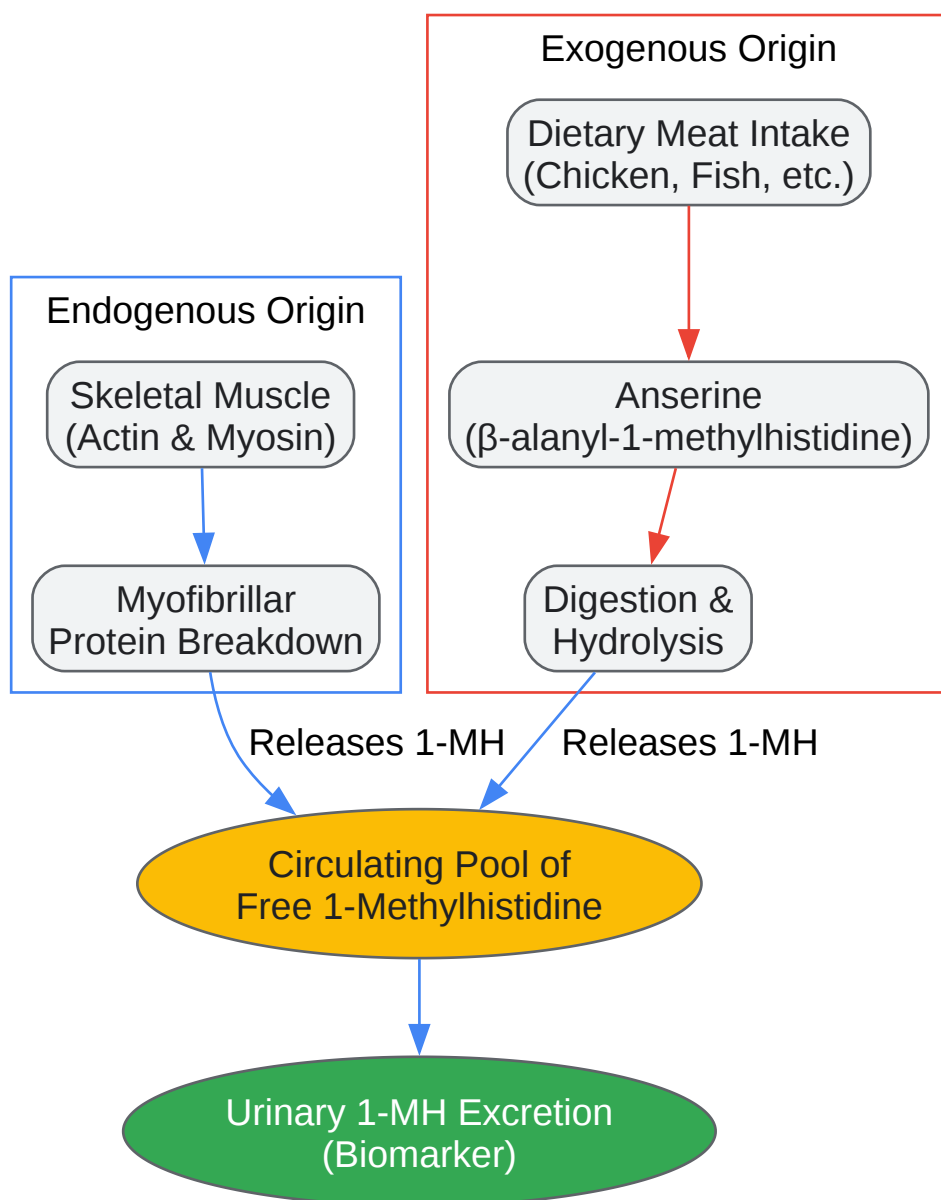 Exogenous Origin
Dietary Meat Intake
(Chicken, Fish, etc.)
Endogenous Origin
Skeletal Muscle
(Actin & Myosin)
Anserine
(β-alanyl-1-methylhistidine)
Myofibrillar
Protein Breakdown
Digestion &
Hydrolysis
Releases 1-MH
Releases 1-MH
Circulating Pool of
Free 1-Methylhistidine
Urinary 1-MH Excretion
(Biomarker)